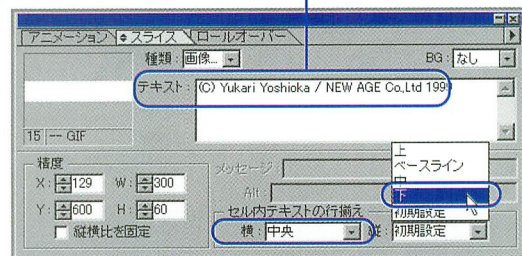 アニメーション スライス ロールオーバー
種類: 画像... BG: なし
テキスト: (C) Yukari Yoshioka / NEW AGE Co,.Ltd 1999
15 -- GIF
精度
X: 129 W: 300
Y: 600 H: 60
縦横比を固定
メッセージ:
Alt:
セル内テキストの行揃え
横: 中央 縦: 初期設定
上
ベースライン
中
下
初期設定